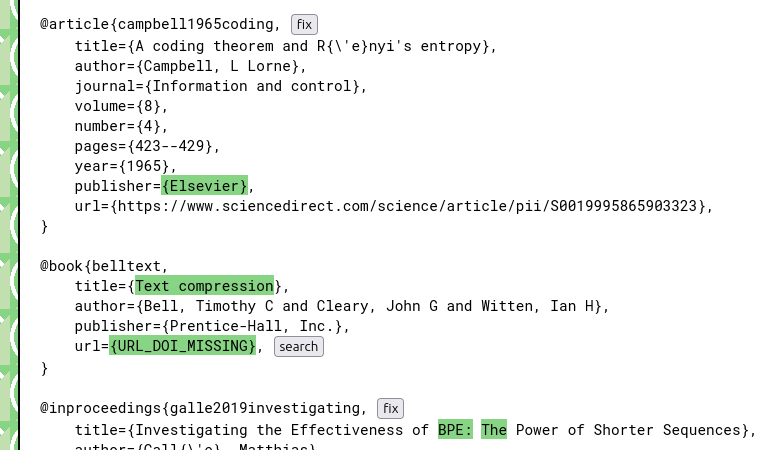 @article{campbell1965coding, fix
title={A coding theorem and R{\'e}nyi's entropy},
author={Campbell, L Lorne},
journal={Information and control},
volume={8},
number={4},
pages={423--429},
year={1965},
publisher={Elsevier},
url={https://www.sciencedirect.com/science/article/pii/S0019995865903323},
}
@book{belltext,
title={Text compression},
author={Bell, Timothy C and Cleary, John G and Witten, Ian H},
publisher={Prentice-Hall, Inc.},
url={URL_DOI_MISSING}, search
}
@inproceedings{galle2019investigating, fix
title={Investigating the Effectiveness of BPE: The Power of Shorter Sequences},
author={Gall{\'e}, Matthias}